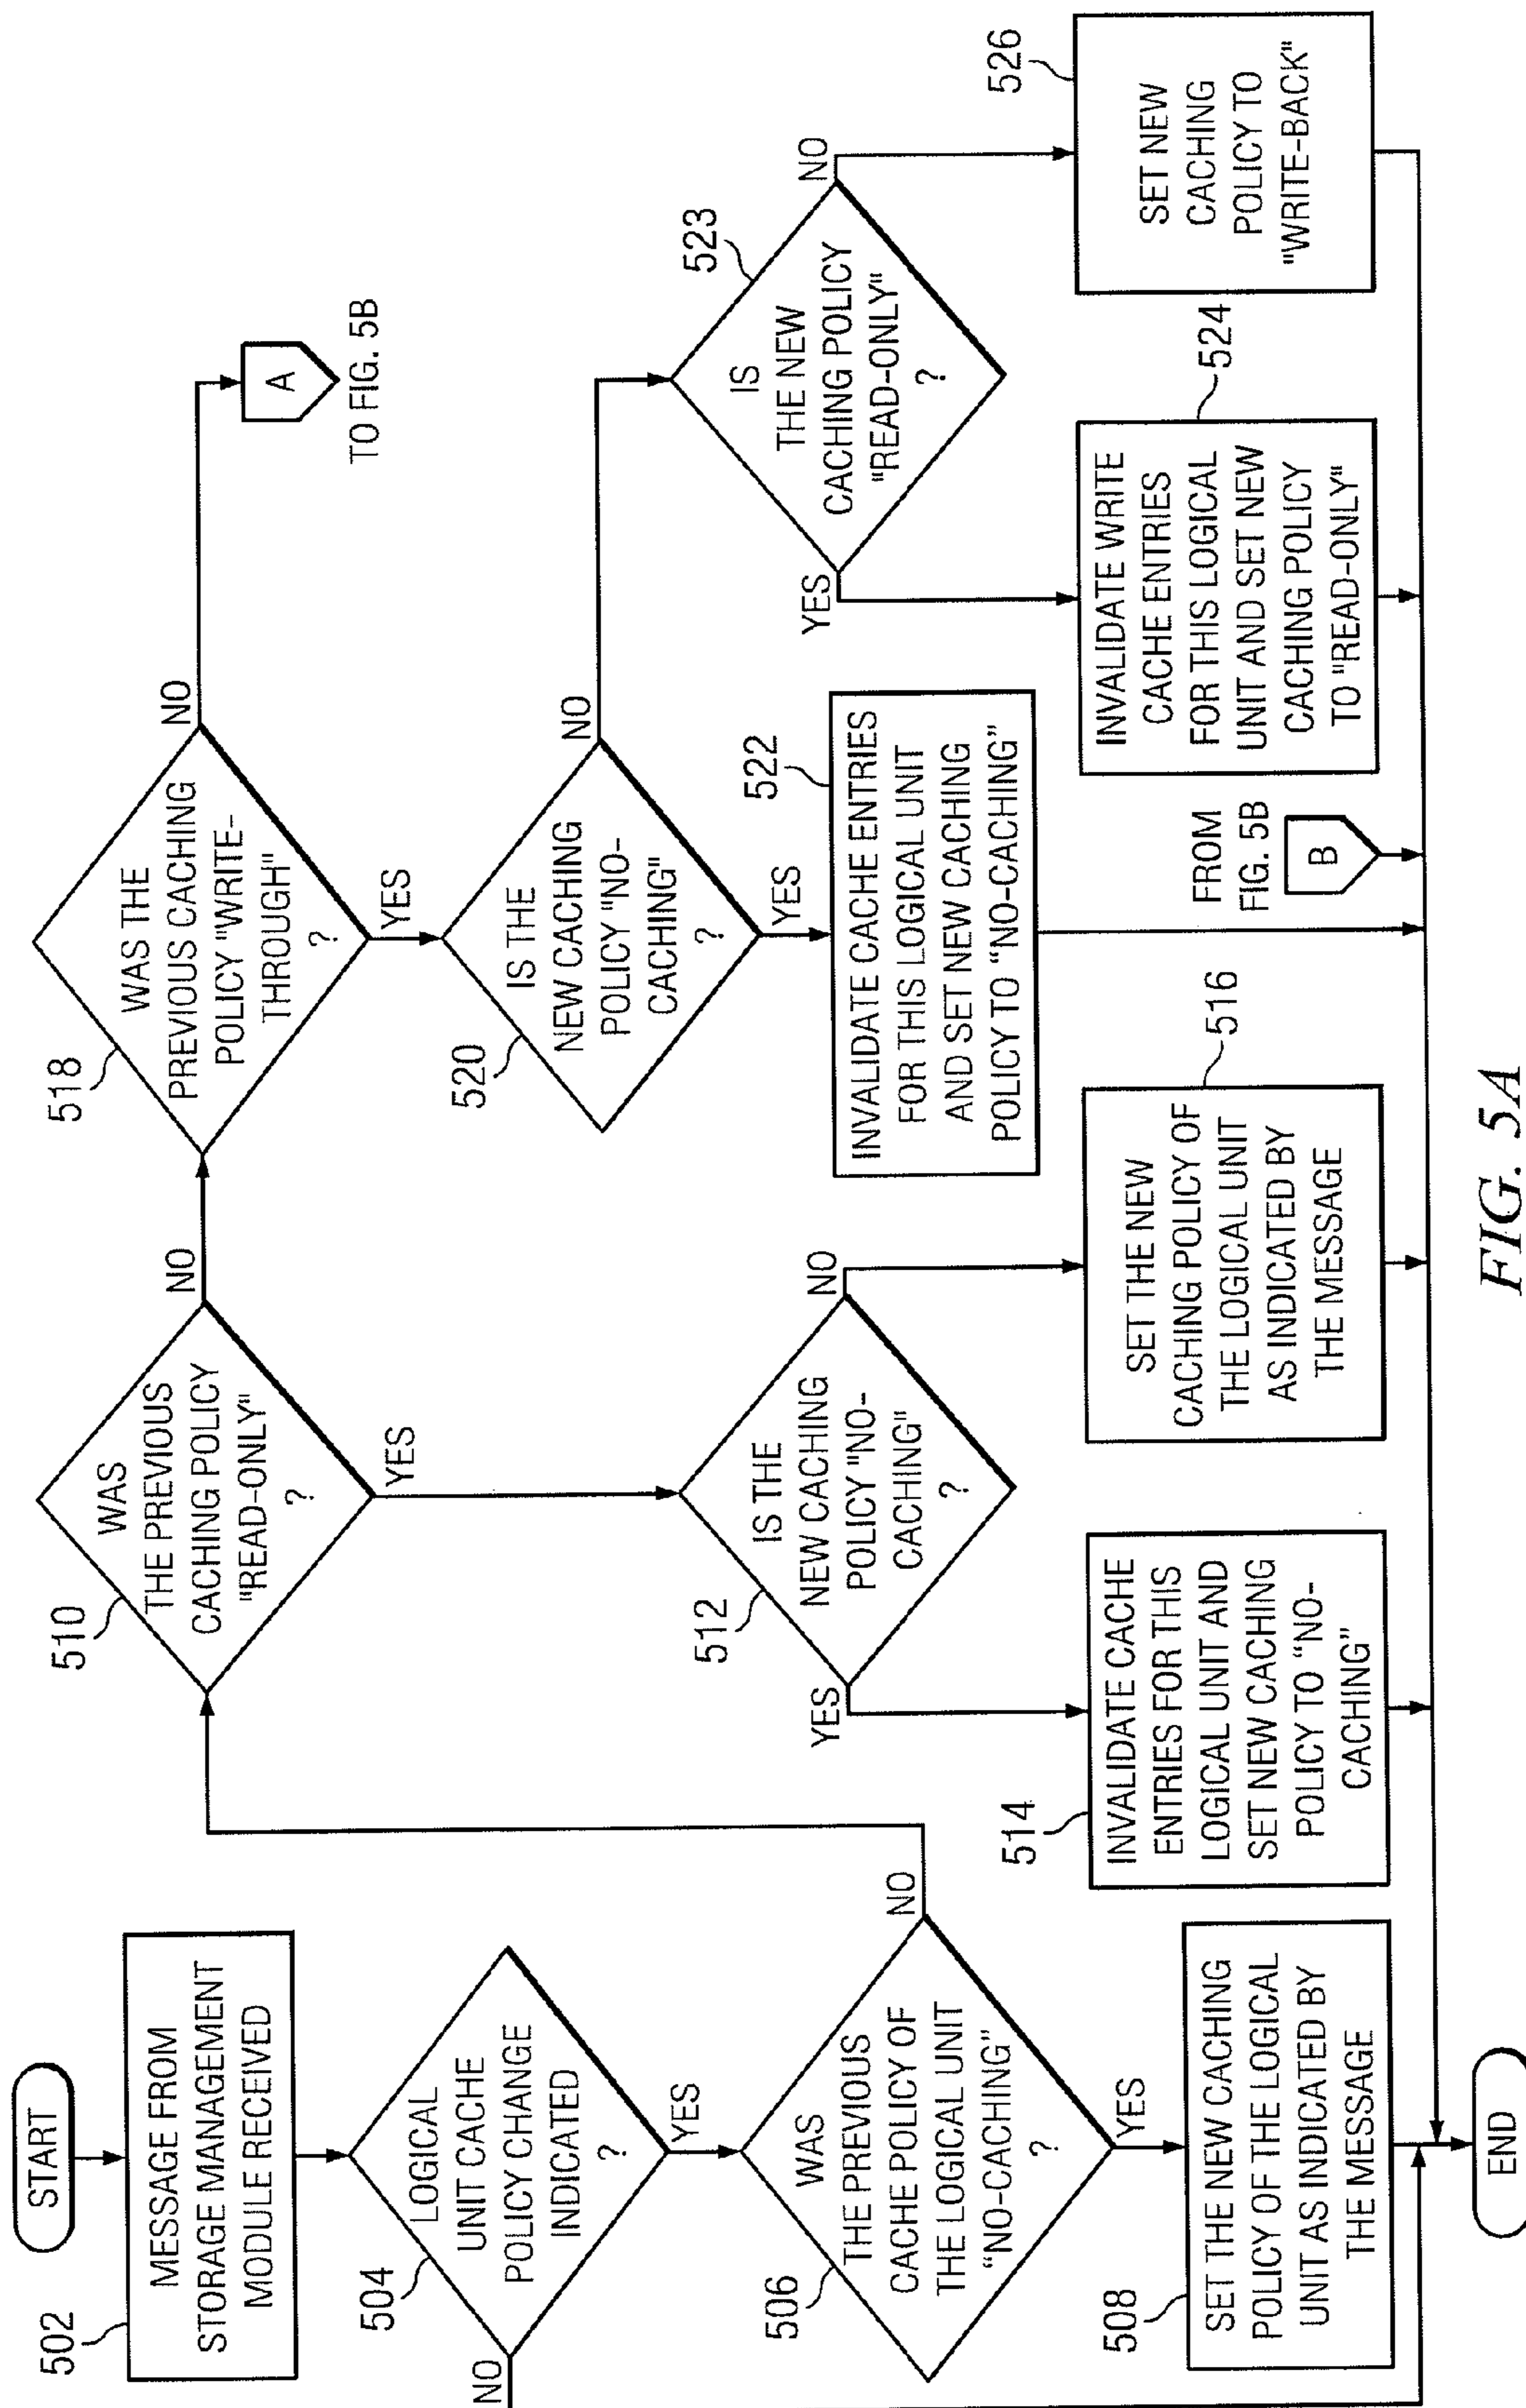 START
502
MESSAGE FROM
STORAGE MANAGEMENT
MODULE RECEIVED
504
LOGICAL
UNIT CACHE
POLICY CHANGE
INDICATED
?
NO
YES
506
WAS
THE PREVIOUS
CACHE POLICY OF
THE LOGICAL UNIT
“NO-CACHING”
?
NO
YES
508
SET THE NEW CACHING
POLICY OF THE LOGICAL
UNIT AS INDICATED BY
THE MESSAGE
END
510
WAS
THE PREVIOUS
CACHING POLICY
"READ-ONLY"
?
NO
YES
512
IS THE
NEW CACHING
POLICY "NO-
CACHING"
?
YES
NO
514
INVALIDATE CACHE
ENTRIES FOR THIS
LOGICAL UNIT AND
SET NEW CACHING
POLICY TO “NO-
CACHING”
SET THE NEW
CACHING POLICY OF
THE LOGICAL UNIT
AS INDICATED BY
THE MESSAGE
516
518
WAS THE
PREVIOUS CACHING
POLICY "WRITE-
THROUGH"
?
NO
YES
A
TO FIG. 5B
520
IS THE
NEW CACHING
POLICY "NO-
CACHING"
?
NO
YES
522
INVALIDATE CACHE ENTRIES
FOR THIS LOGICAL UNIT
AND SET NEW CACHING
POLICY TO “NO-CACHING”
FROM
FIG. 5B
B
523
IS
THE NEW
CACHING POLICY
"READ-ONLY"
?
YES
NO
INVALIDATE WRITE
CACHE ENTRIES
FOR THIS LOGICAL
UNIT AND SET NEW
CACHING POLICY
TO "READ-ONLY"
524
526
SET NEW
CACHING
POLICY TO
"WRITE-BACK"
FIG. 5A